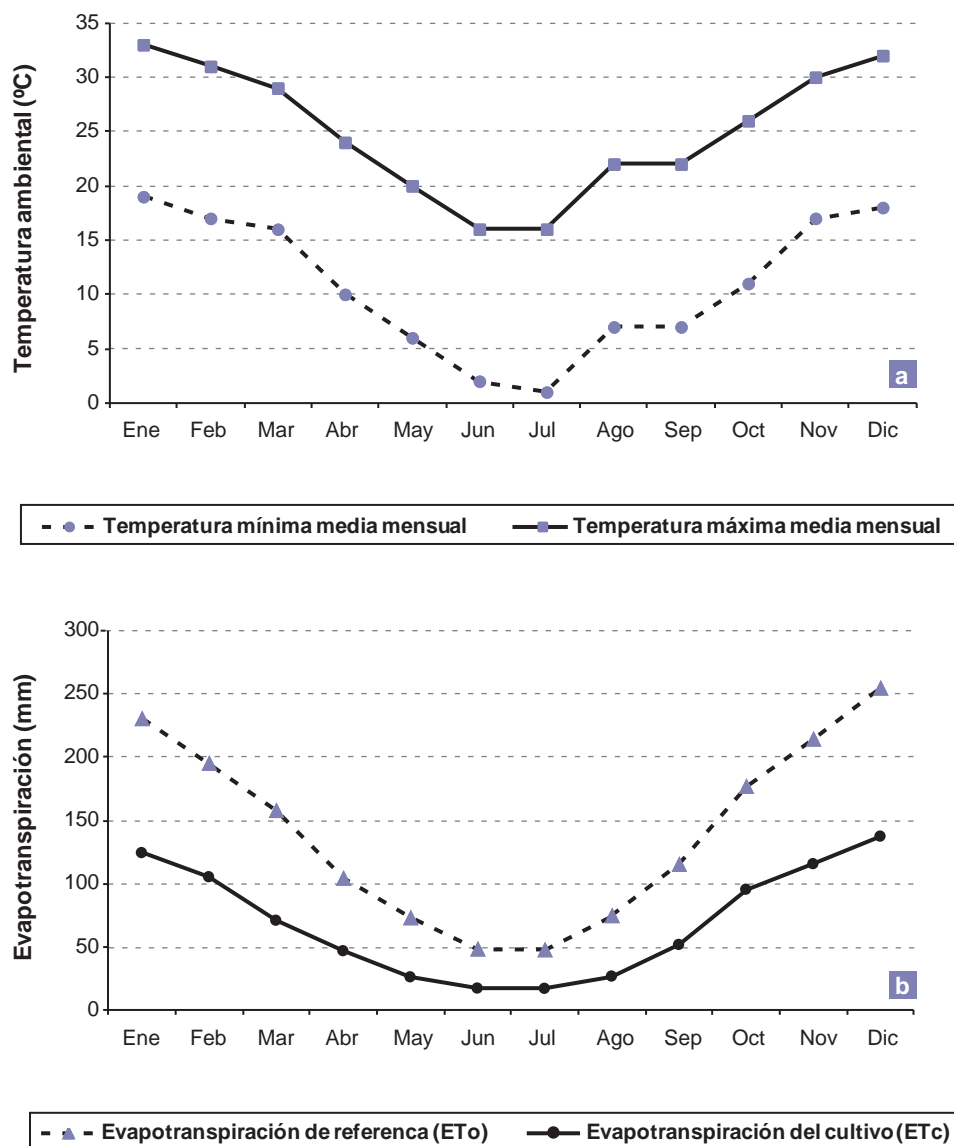 Temperatura ambiental (ºC)
35
30
25
20
15
10
5
0
Ene Feb Mar Abr May Jun Jul Ago Sep Oct Nov Dic
a
Temperatura mínima media mensual Temperatura máxima media mensual
Evapotranspiración (mm)
300
250
200
150
100
50
0
Ene Feb Mar Abr May Jun Jul Ago Sep Oct Nov Dic
b
Evapotranspiración de referenca (ETo) Evapotranspiración del cultivo (ETc)